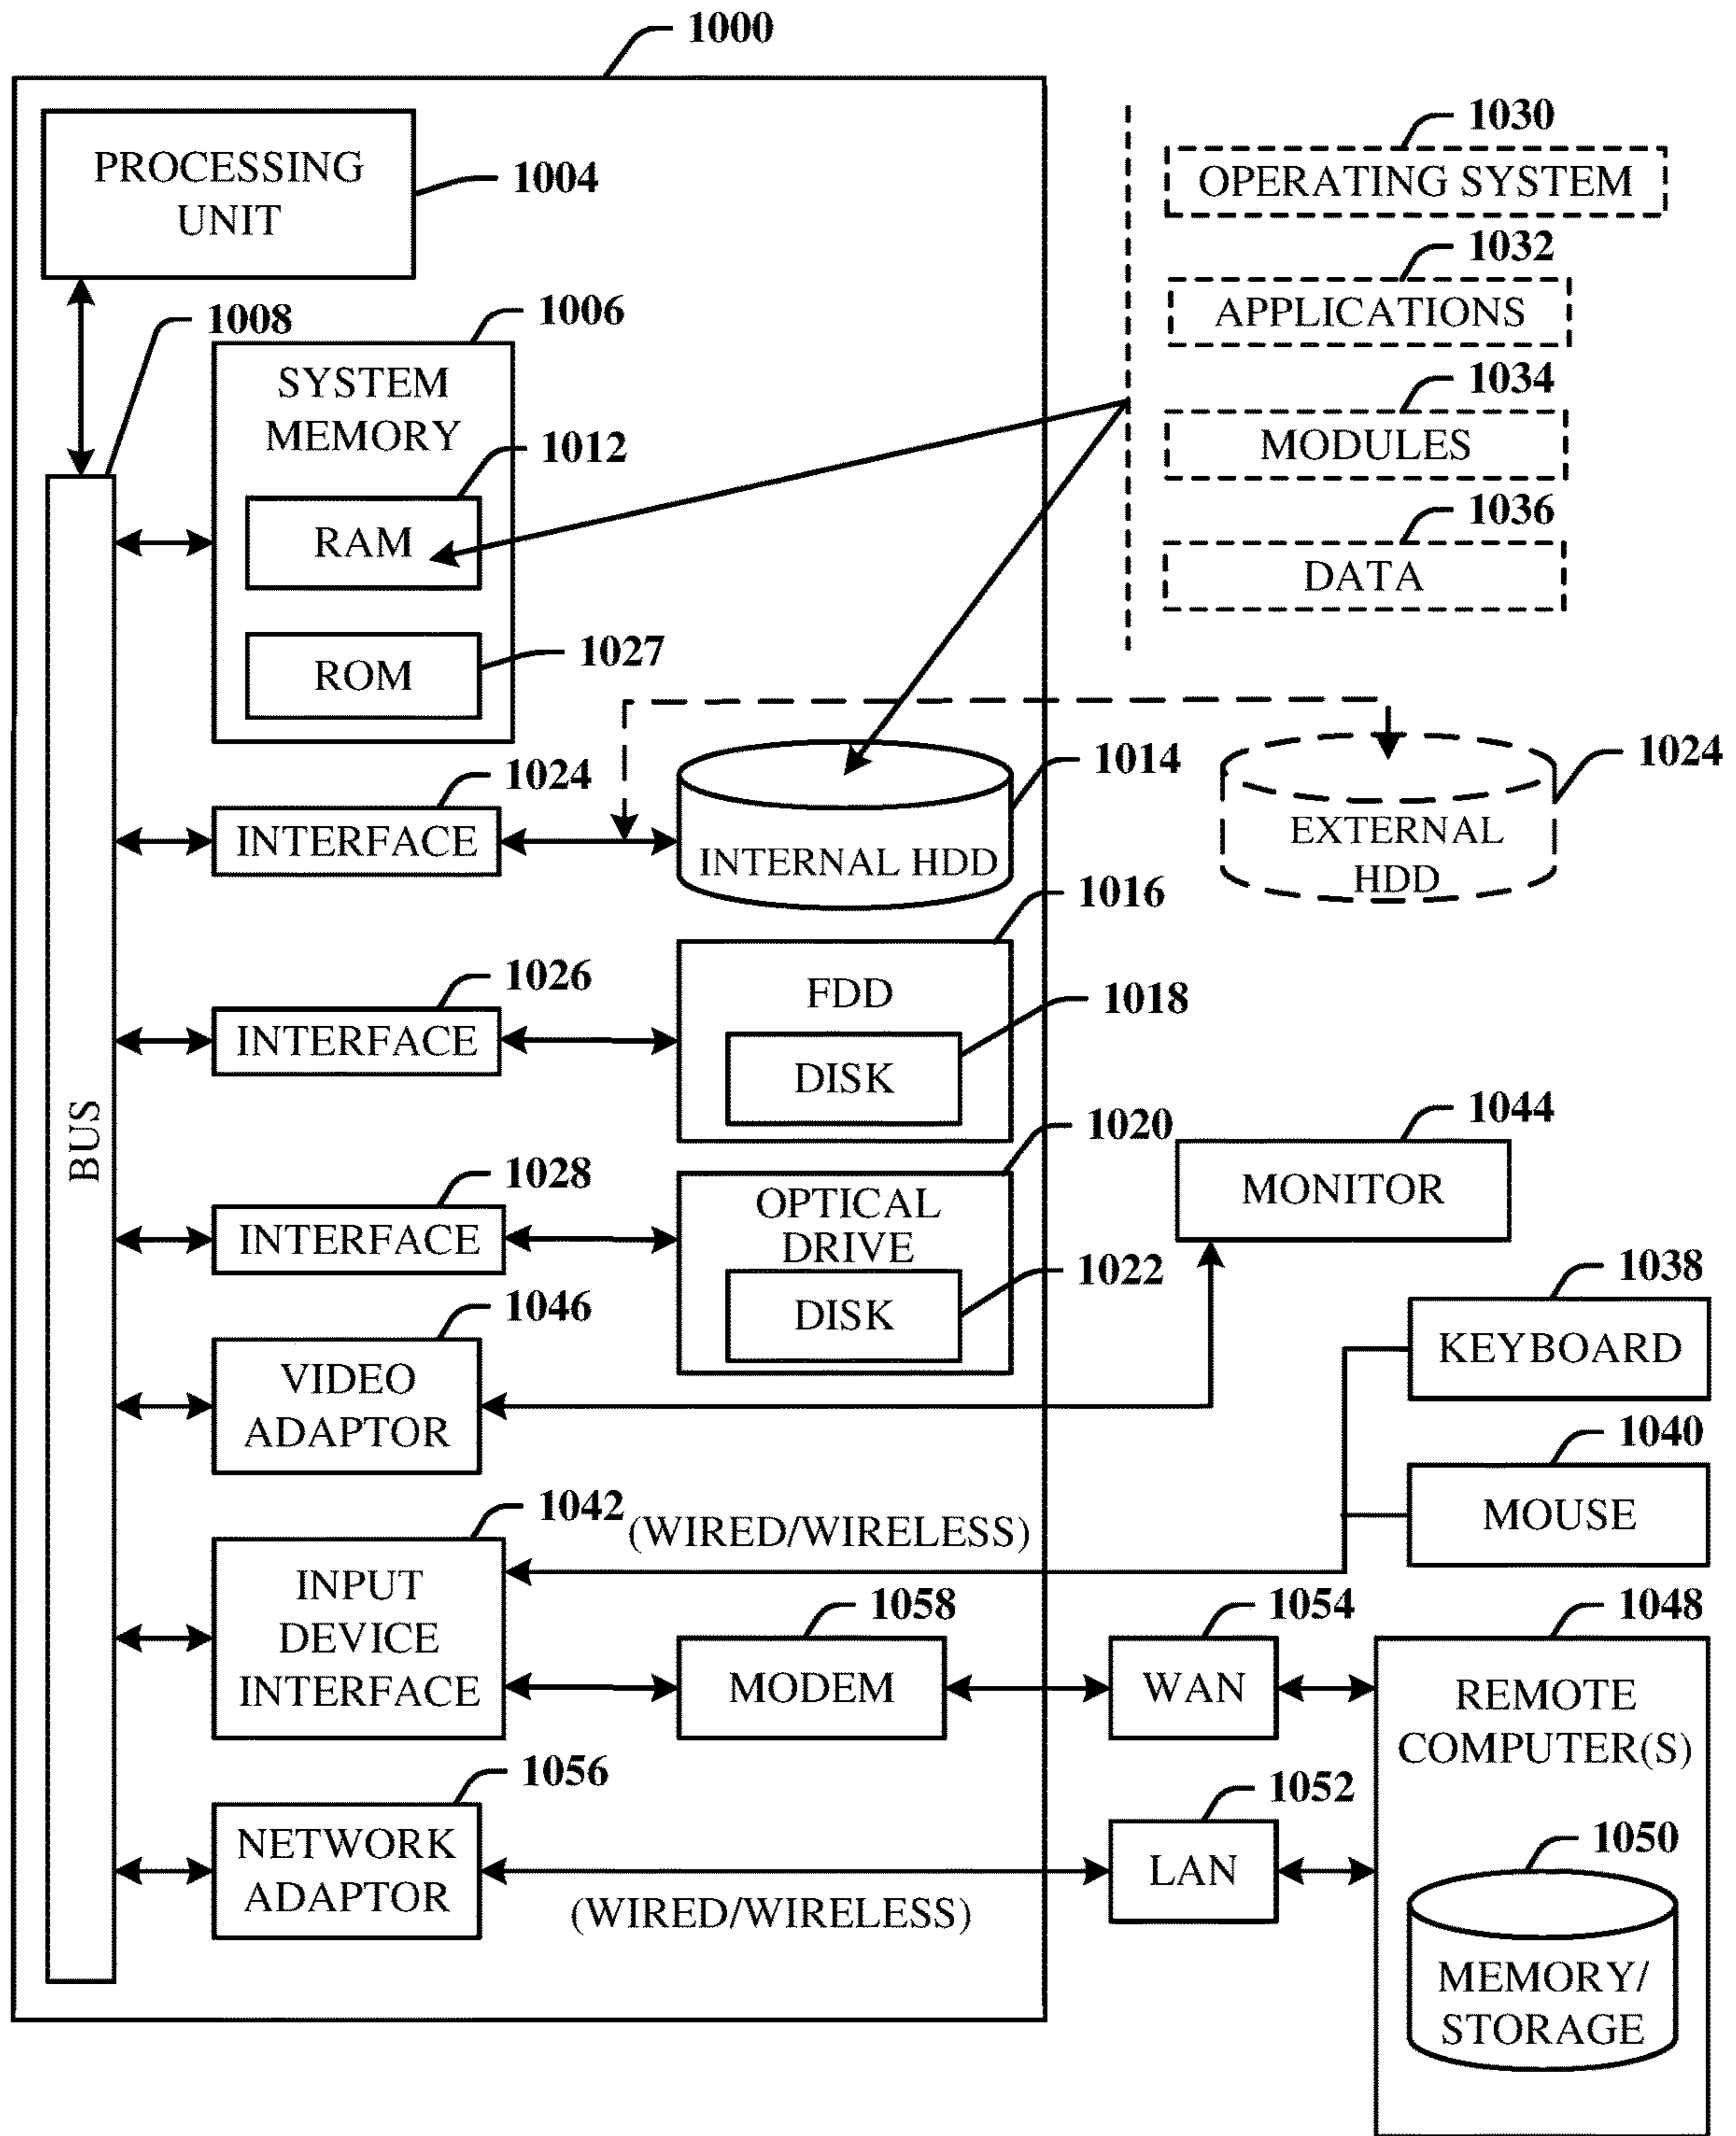 1000
PROCESSING
UNIT
1004
1030
OPERATING SYSTEM
1032
APPLICATIONS
1034
MODULES
1036
DATA
1008
1006
SYSTEM
MEMORY
1012
RAM
1027
ROM
1024
INTERFACE
1014
INTERNAL HDD
1024
EXTERNAL
HDD
1026
INTERFACE
1016
FDD
1018
DISK
BUS
1028
INTERFACE
1020
OPTICAL
DRIVE
1022
DISK
1044
MONITOR
1046
VIDEO
ADAPTOR
1038
KEYBOARD
1040
MOUSE
1042
(WIRED/WIRELESS)
INPUT
DEVICE
INTERFACE
1058
MODEM
1054
WAN
1048
REMOTE
COMPUTER(S)
1056
NETWORK
ADAPTOR
(WIRED/WIRELESS)
1052
LAN
1050
MEMORY/
STORAGE